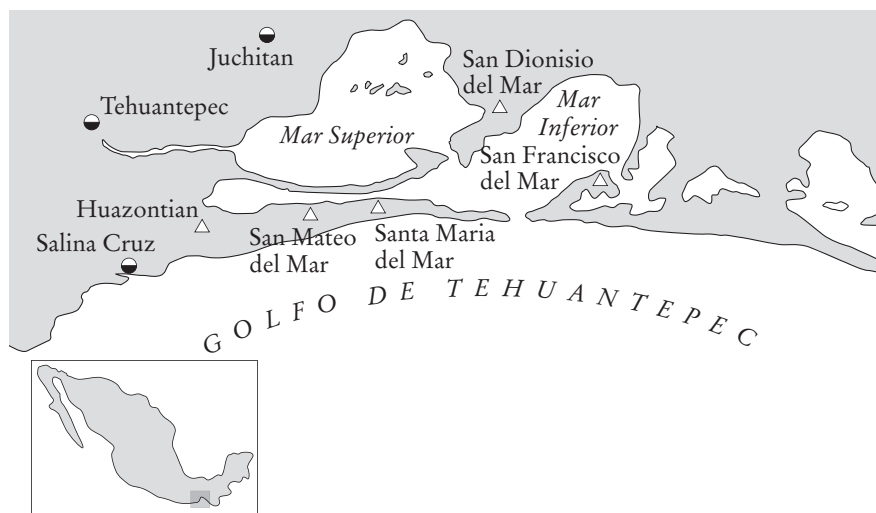 Juchitan
San Dionisio
del Mar
Tehuantepec
Mar
Inferior
Mar Superior
San Francisco
del Mar
Huazontian
Salina Cruz
San Mateo
del Mar
Santa Maria
del Mar
GOLFO DE TEHUANTEPEC